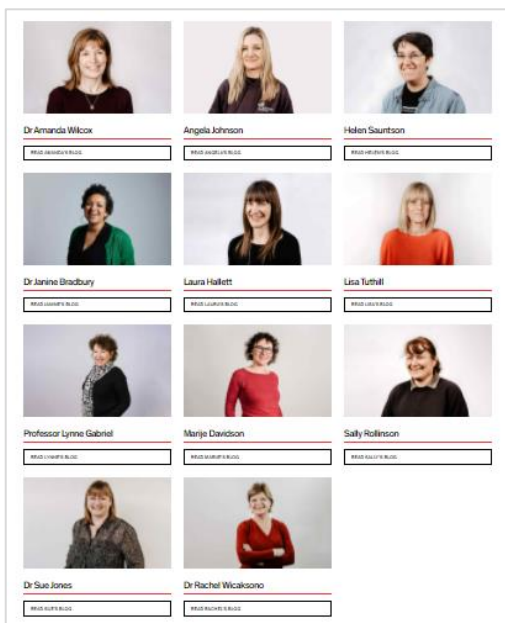 Dr Amanda Wilcox
Angela Johnson
Helen Sauntson
READ AMANDA'S BLOG
READ ANGELA'S BLOG
READ HELEN'S BLOG
Dr Janine Bradbury
Laura Hallett
Lisa Tuthill
READ JANINE'S BLOG
READ LAURA'S BLOG
READ LISA'S BLOG
Professor Lynne Gabriel
Marije Davidson
Sally Rollinson
READ LYNNE'S BLOG
READ MARIJE'S BLOG
READ SALLY'S BLOG
Dr Sue Jones
Dr Rachel Wicaksono
READ SUE'S BLOG
READ RACHEL'S BLOG